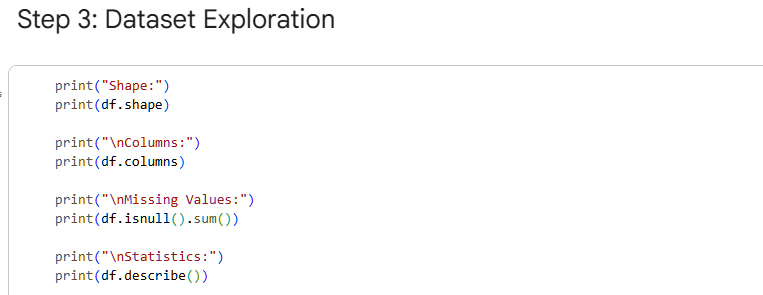 Step 3: Dataset Exploration
print("Shape:")
print(df.shape)
print("\nColumns:")
print(df.columns)
print("\nMissing Values:")
print(df.isnull().sum())
print("\nStatistics:")
print(df.describe())